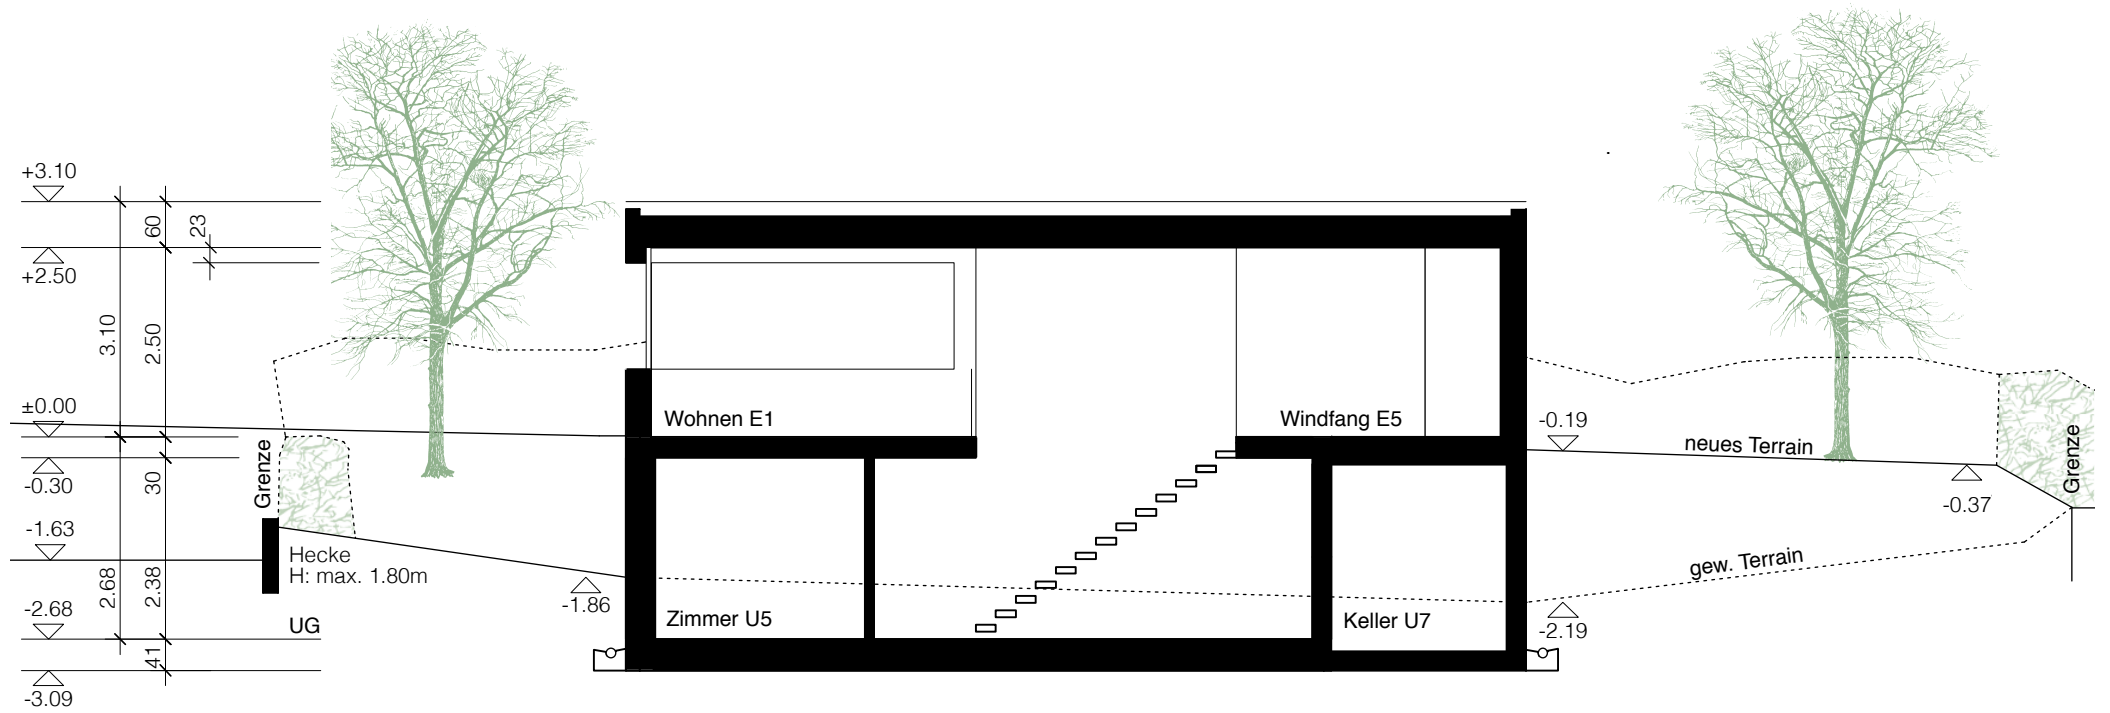 +3.10
60
23
+2.50
3.10
2.50
±0.00
Wohnen E1
Windfang E5
-0.19
neues Terrain
Grenze
Grenze
-0.30
30
-0.37
-1.63
Hecke
H: max. 1.80m
gew. Terrain
2.68
2.38
-1.86
-2.68
UG
Zimmer U5
Keller U7
-2.19
41
-3.09